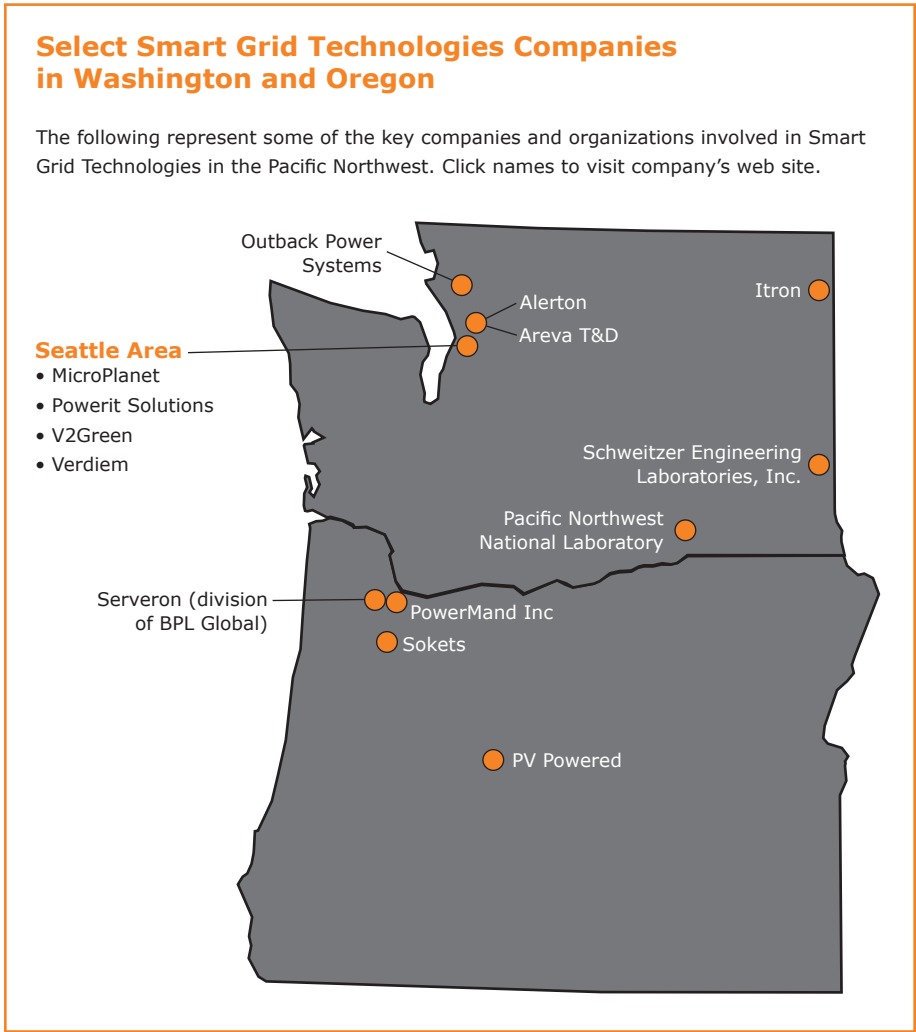 Select Smart Grid Technologies Companies
in Washington and Oregon
The following represent some of the key companies and organizations involved in Smart
Grid Technologies in the Pacific Northwest. Click names to visit company’s web site.
Outback Power
Systems
Alerton
Areva T&D
Itron
Seattle Area
• MicroPlanet
• Powerit Solutions
• V2Green
• Verdiem
Schweitzer Engineering
Laboratories, Inc.
Pacific Northwest
National Laboratory
Serveron (division
of BPL Global)
PowerMand Inc
Sokets
PV Powered